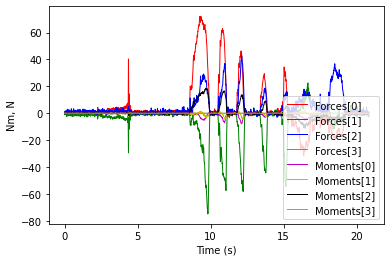 60
40
20
0
−20
−40
−60
−80
Nm, N
0
5
10
15
20
Time (s)
Forces[0]
Forces[1]
Forces[2]
Forces[3]
Moments[0]
Moments[1]
Moments[2]
Moments[3]